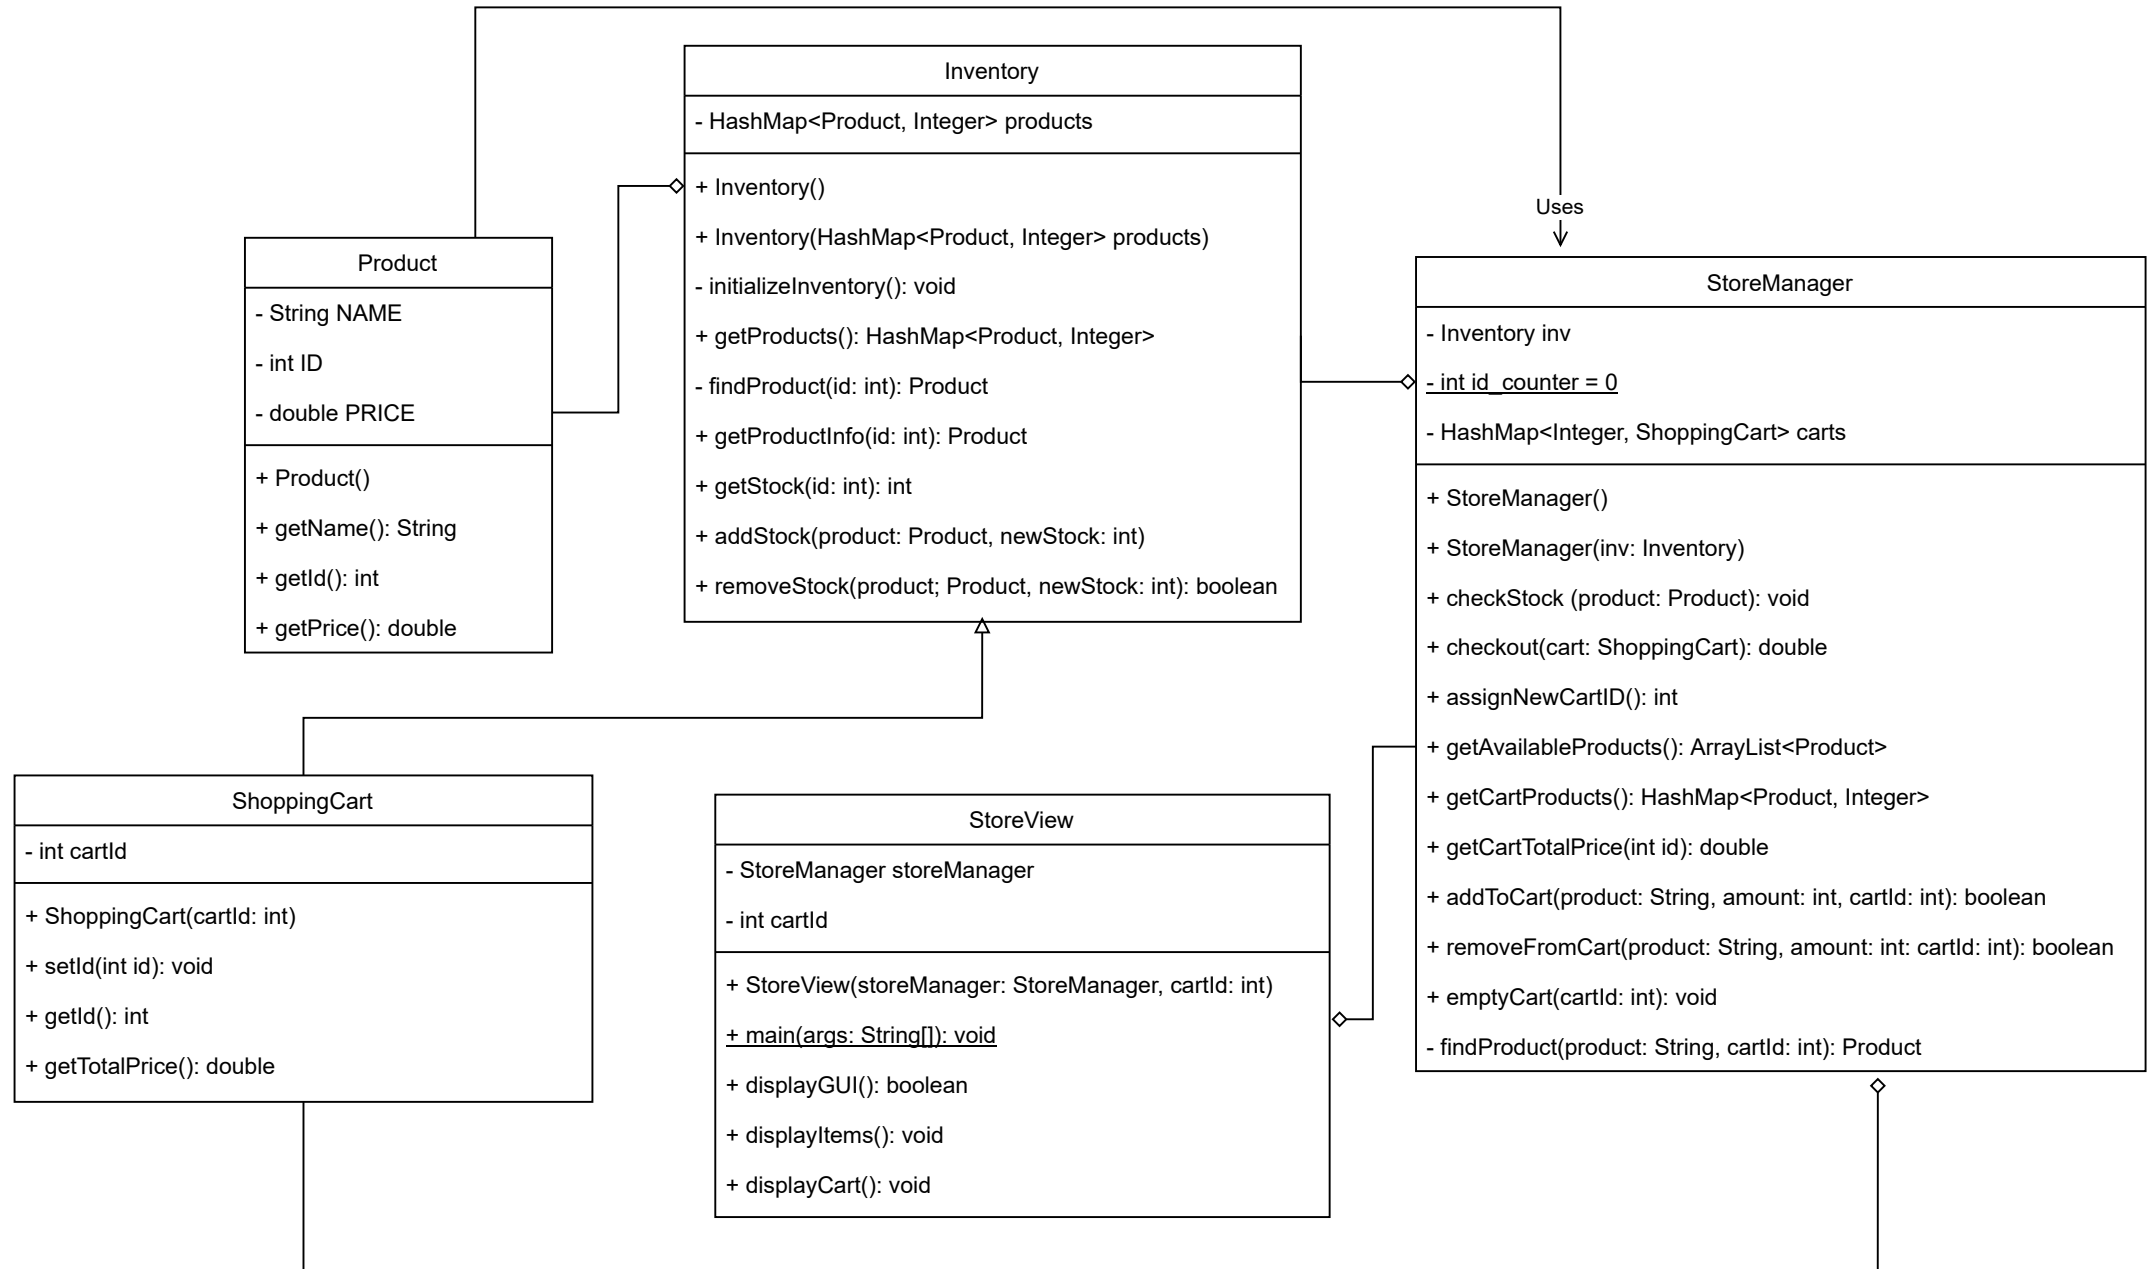 Uses
Inventory
- HashMap<Product, Integer> products
+ Inventory()
+ Inventory(HashMap<Product, Integer> products)
- initializeInventory(): void
+ getProducts(): HashMap<Product, Integer>
- findProduct(id: int): Product
+ getProductInfo(id: int): Product
+ getStock(id: int): int
+ addStock(product: Product, newStock: int)
+ removeStock(product; Product, newStock: int): boolean
Product
- String NAME
- int ID
- double PRICE
+ Product()
+ getName(): String
+ getId(): int
+ getPrice(): double
StoreManager
- Inventory inv
- int id_counter = 0
- HashMap<Integer, ShoppingCart> carts
+ StoreManager()
+ StoreManager(inv: Inventory)
+ checkStock (product: Product): void
+ checkout(cart: ShoppingCart): double
+ assignNewCartID(): int
+ getAvailableProducts(): ArrayList<Product>
+ getCartProducts(): HashMap<Product, Integer>
+ getCartTotalPrice(int id): double
+ addToCart(product: String, amount: int, cartId: int): boolean
+ removeFromCart(product: String, amount: int: cartId: int): boolean
+ emptyCart(cartId: int): void
- findProduct(product: String, cartId: int): Product
ShoppingCart
- int cartId
+ ShoppingCart(cartId: int)
+ setId(int id): void
+ getId(): int
+ getTotalPrice(): double
StoreView
- StoreManager storeManager
- int cartId
+ StoreView(storeManager: StoreManager, cartId: int)
+ main(args: String[]): void
+ displayGUI(): boolean
+ displayItems(): void
+ displayCart(): void